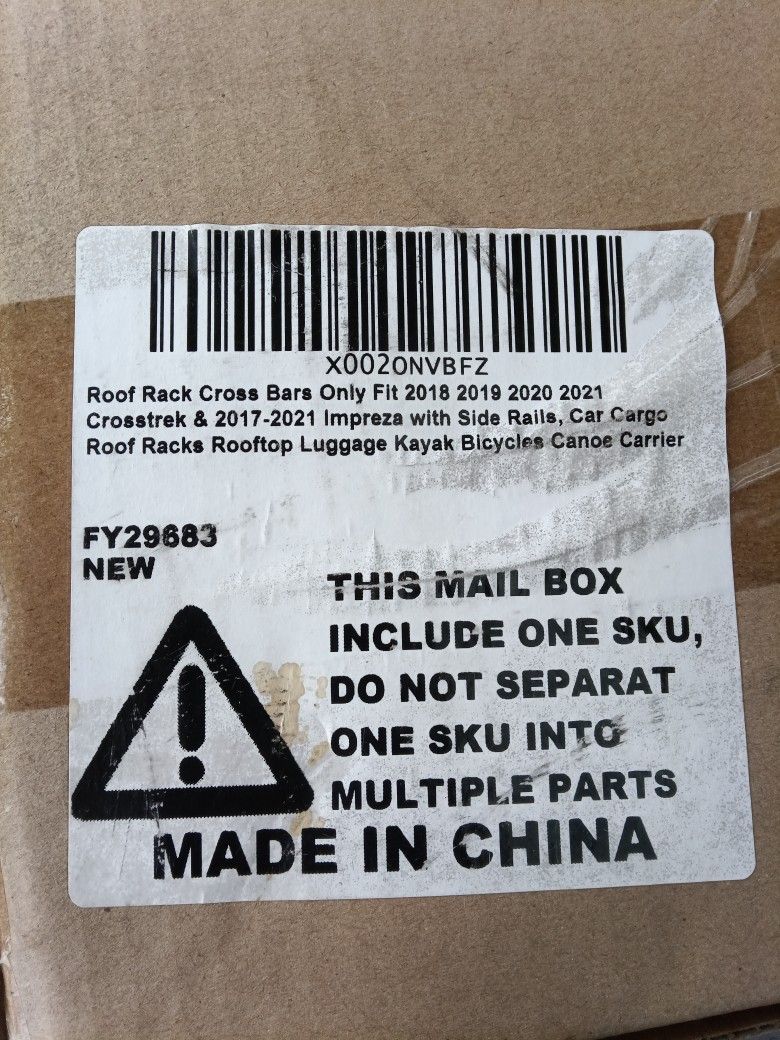 X002ONVBFZ
Roof Rack Cross Bars Only Fit 2018 2019 2020 2021
Crosstrek & 2017-2021 Impreza with Side Rails, Car Cargo
Roof Racks Rooftop Luggage Kayak Bicycles Canoe Carrier
FY29683
NEW
THIS MAIL BOX
INCLUDE ONE SKU,
DO NOT SEPARAT
ONE SKU INTO
MULTIPLE PARTS
MADE IN CHINA